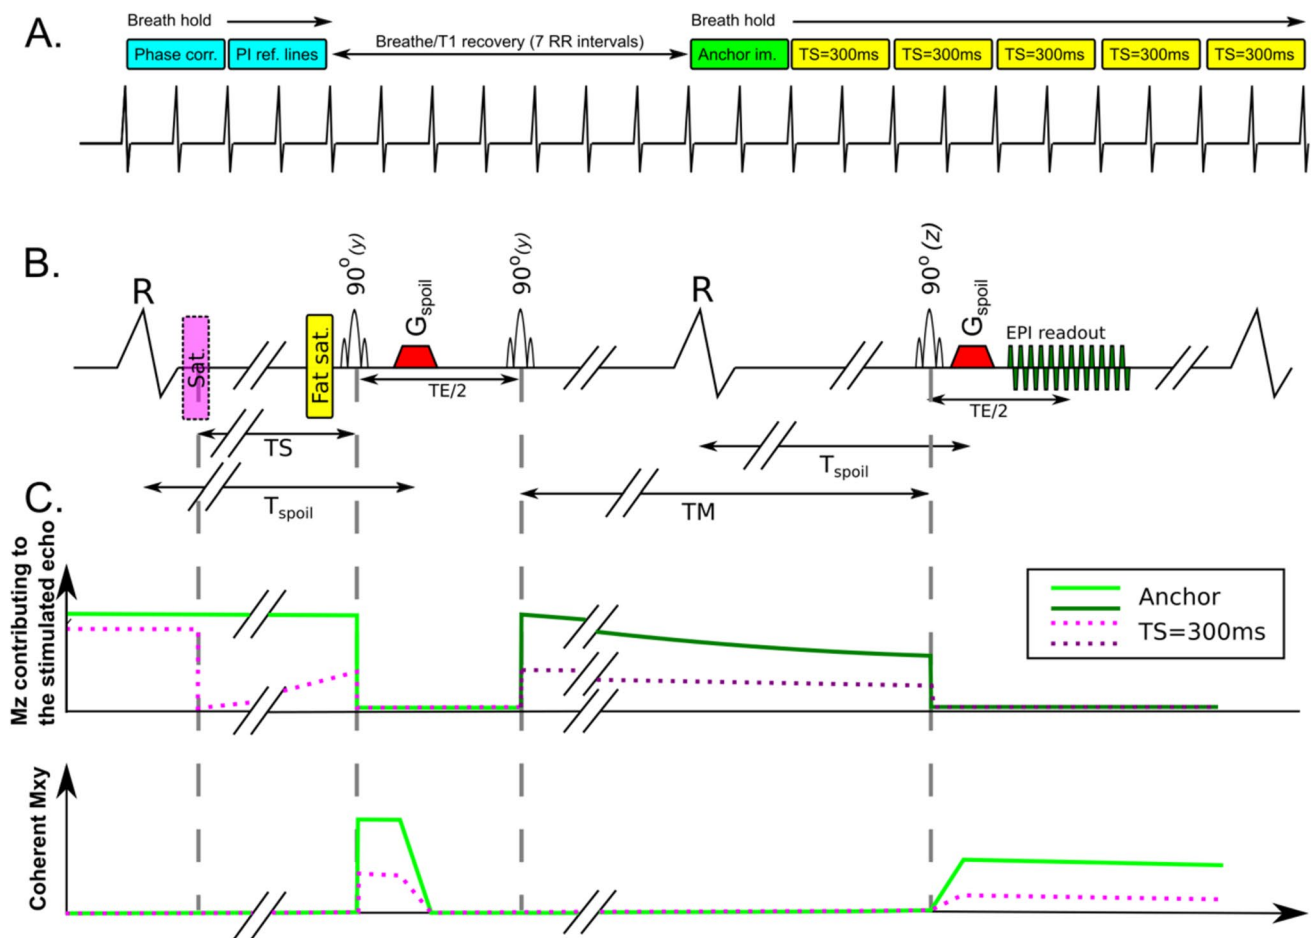 A.
Breath hold
Breath hold
Breathe/T1 recovery (7 RR intervals)
Phase corr.
PI ref. lines
Anchor im.
TS=300ms
TS=300ms
TS=300ms
TS=300ms
TS=300ms
B.
R
Sat.
Fat sat.
90°(y)
Gspoil
90°(y)
TE/2
R
90°(z)
Gspoil
EPI readout
TE/2
TS
Tspoil
Tspoil
TM
C.
Mz contributing to
the stimulated echo
Anchor
TS=300ms
Coherent Mxy